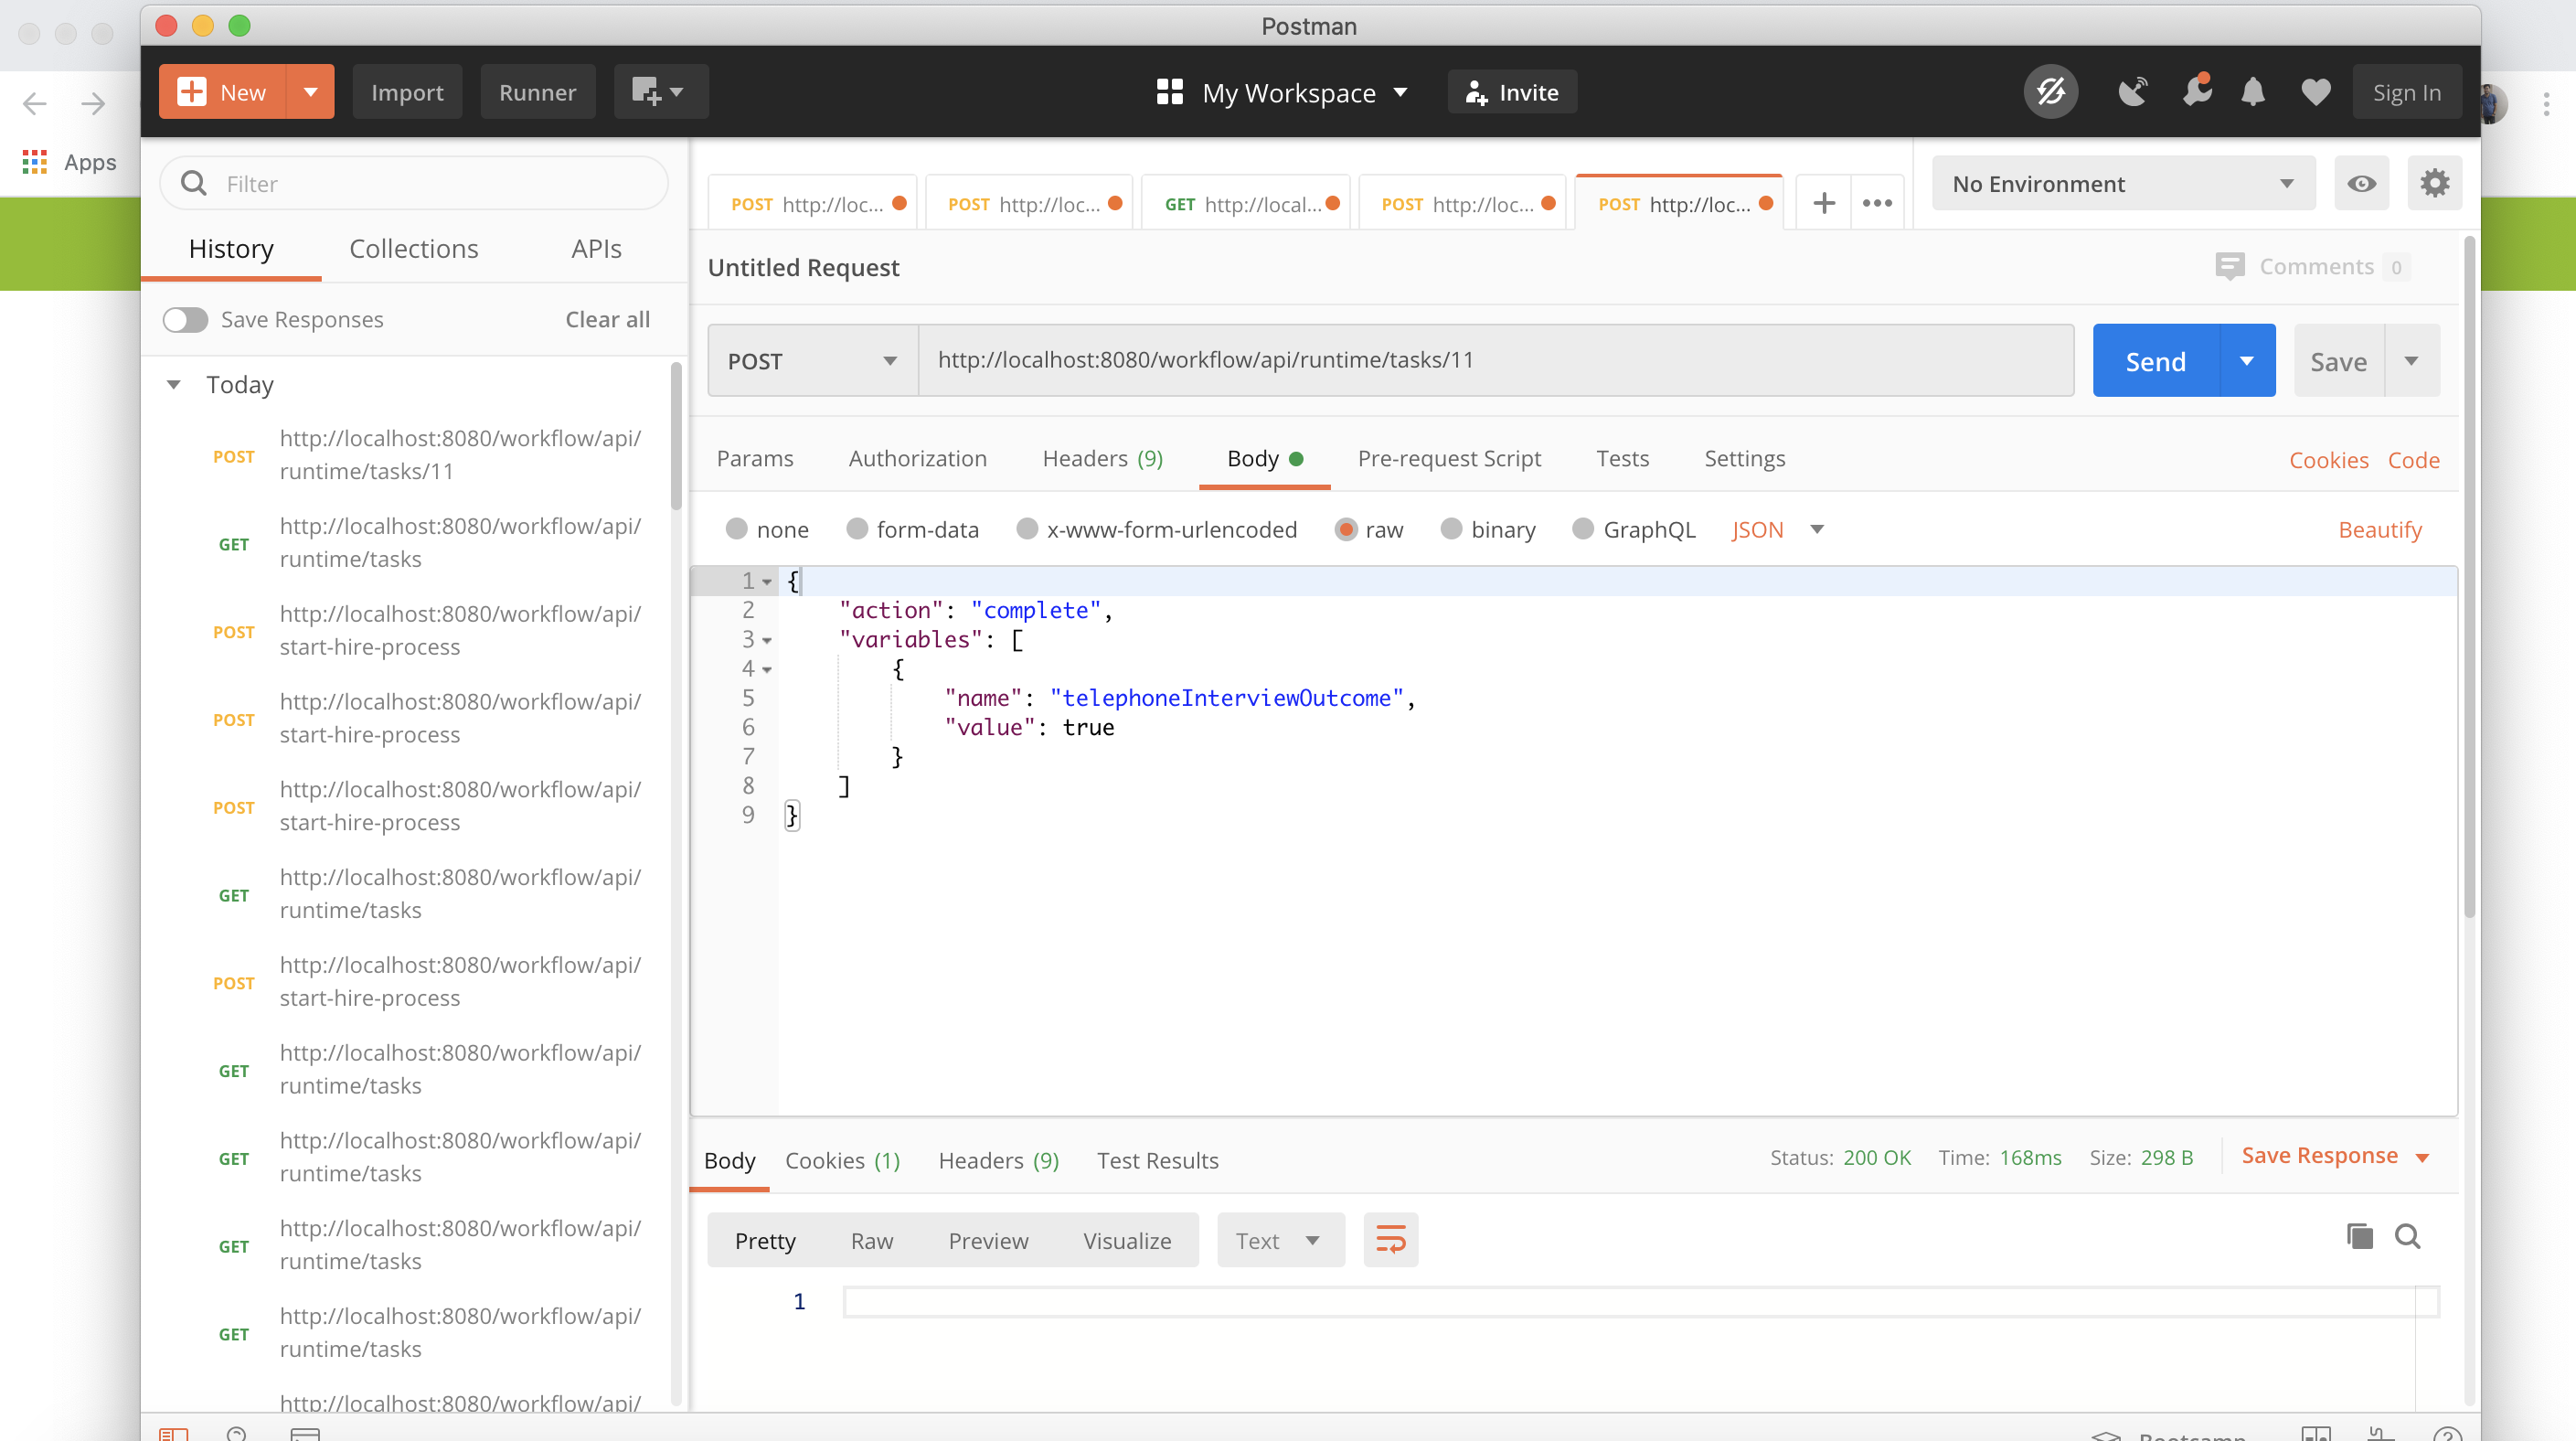 Postman
New
Import
Runner
My Workspace
Invite
Sign In
Apps
Filter
History
Collections
APIs
Save Responses
Clear all
Today
POST
http://localhost:8080/workflow/api/
runtime/tasks/11
GET
http://localhost:8080/workflow/api/
runtime/tasks
POST
http://localhost:8080/workflow/api/
start-hire-process
POST
http://localhost:8080/workflow/api/
start-hire-process
POST
http://localhost:8080/workflow/api/
start-hire-process
GET
http://localhost:8080/workflow/api/
runtime/tasks
POST
http://localhost:8080/workflow/api/
start-hire-process
GET
http://localhost:8080/workflow/api/
runtime/tasks
GET
http://localhost:8080/workflow/api/
runtime/tasks
GET
http://localhost:8080/workflow/api/
runtime/tasks
GET
http://localhost:8080/workflow/api/
runtime/tasks
http://localhost:8080/workflow/api/
POST http://loc...
POST http://loc...
GET http://local...
POST http://loc...
POST http://loc...
No Environment
Untitled Request
Comments 0
POST
http://localhost:8080/workflow/api/runtime/tasks/11
Send
Save
Params
Authorization
Headers (9)
Body
Pre-request Script
Tests
Settings
Cookies
Code
none
form-data
x-www-form-urlencoded
raw
binary
GraphQL
JSON
Beautify
1 {
2 "action": "complete",
3 "variables": [
4 {
5 "name": "telephoneInterviewOutcome",
6 "value": true
7 }
8 ]
9 }
Body
Cookies (1)
Headers (9)
Test Results
Status: 200 OK
Time: 168ms
Size: 298 B
Save Response
Pretty
Raw
Preview
Visualize
Text
1
Bootcamp